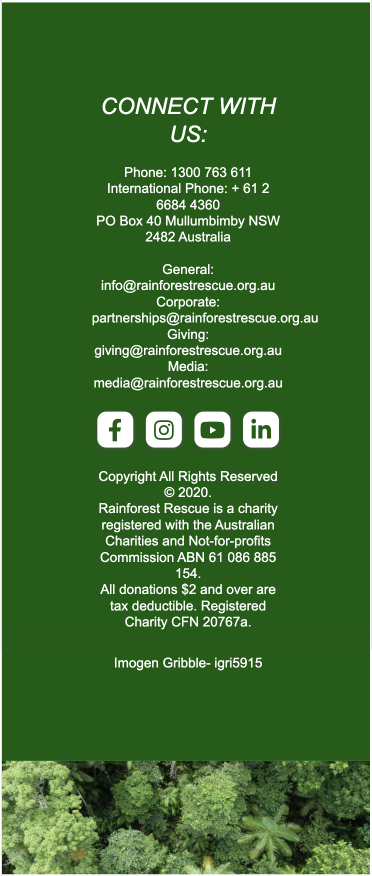 CONNECT WITH
US:
Phone: 1300 763 611
International Phone: + 61 2
6684 4360
PO Box 40 Mullumbimby NSW
2482 Australia
General:
info@rainforestrescue.org.au
Corporate:
partnerships@rainforestrescue.org.au
Giving:
giving@rainforestrescue.org.au
Media:
media@rainforestrescue.org.au
Copyright All Rights Reserved
© 2020.
Rainforest Rescue is a charity
registered with the Australian
Charities and Not-for-profits
Commission ABN 61 086 885
154.
All donations $2 and over are
tax deductible. Registered
Charity CFN 20767a.
Imogen Gribble- igri5915